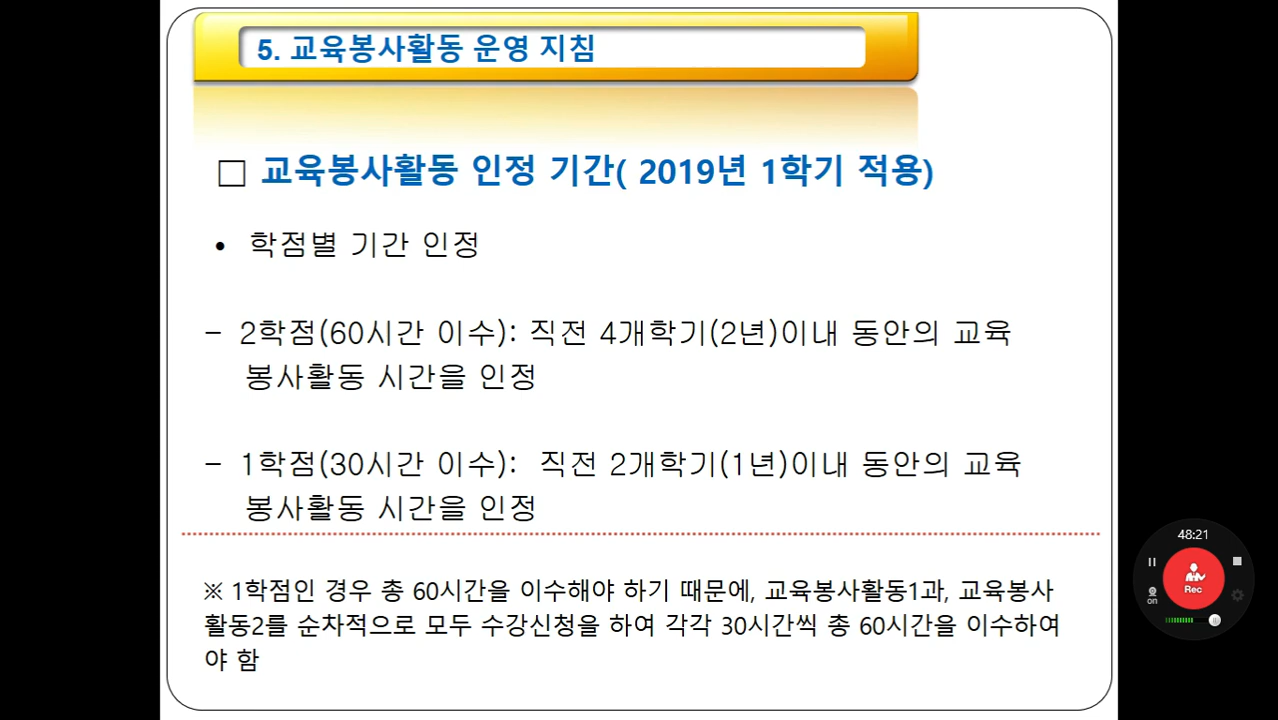 5. 교육봉사활동 운영 지침
□ 교육봉사활동 인정 기간( 2019년 1학기 적용)
• 학점별 기간 인정
- 2학점(60시간 이수): 직전 4개학기(2년)이내 동안의 교육
봉사활동 시간을 인정
- 1학점(30시간 이수): 직전 2개학기(1년)이내 동안의 교육
봉사활동 시간을 인정
※ 1학점인 경우 총 60시간을 이수해야 하기 때문에, 교육봉사활동1과, 교육봉사
활동2를 순차적으로 모두 수강신청을 하여 각각 30시간씩 총 60시간을 이수하여
야 함
48:21
Rec
on